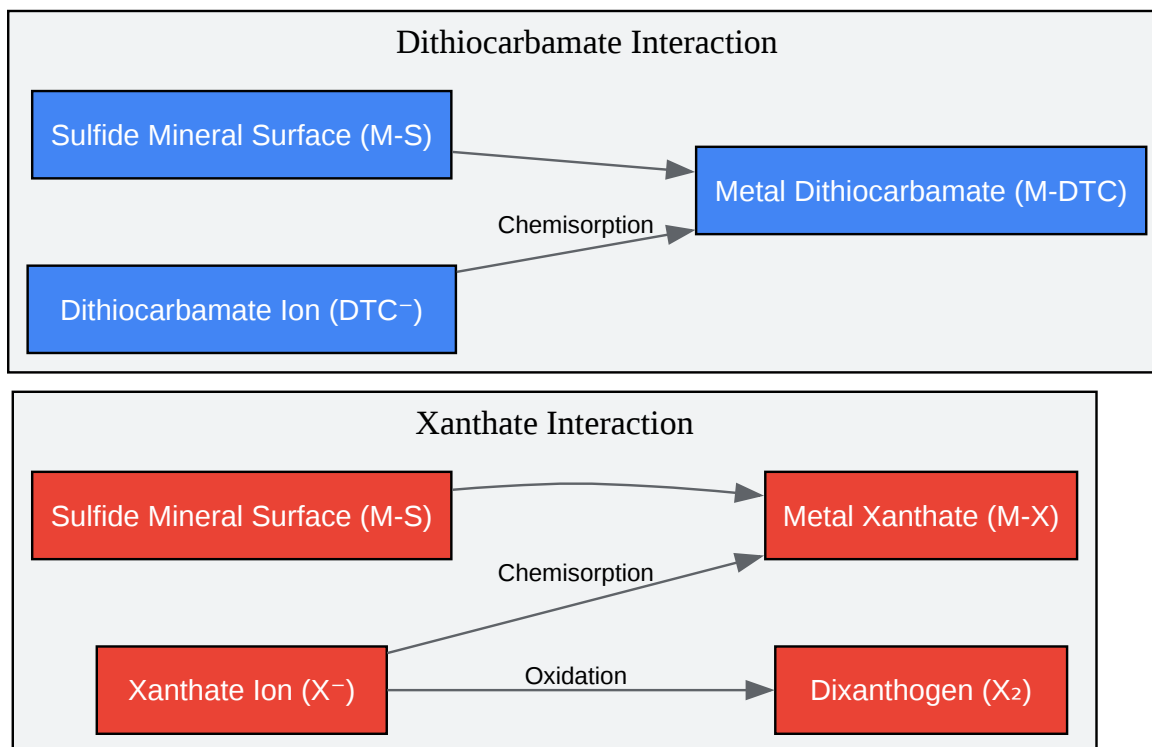 Dithiocarbamate Interaction
Sulfide Mineral Surface (M-S)
Metal Dithiocarbamate (M-DTC)
Chemisorption
Dithiocarbamate Ion (DTC⁻)
Xanthate Interaction
Sulfide Mineral Surface (M-S)
Metal Xanthate (M-X)
Chemisorption
Xanthate Ion (X⁻)
Oxidation
Dixanthogen (X₂)